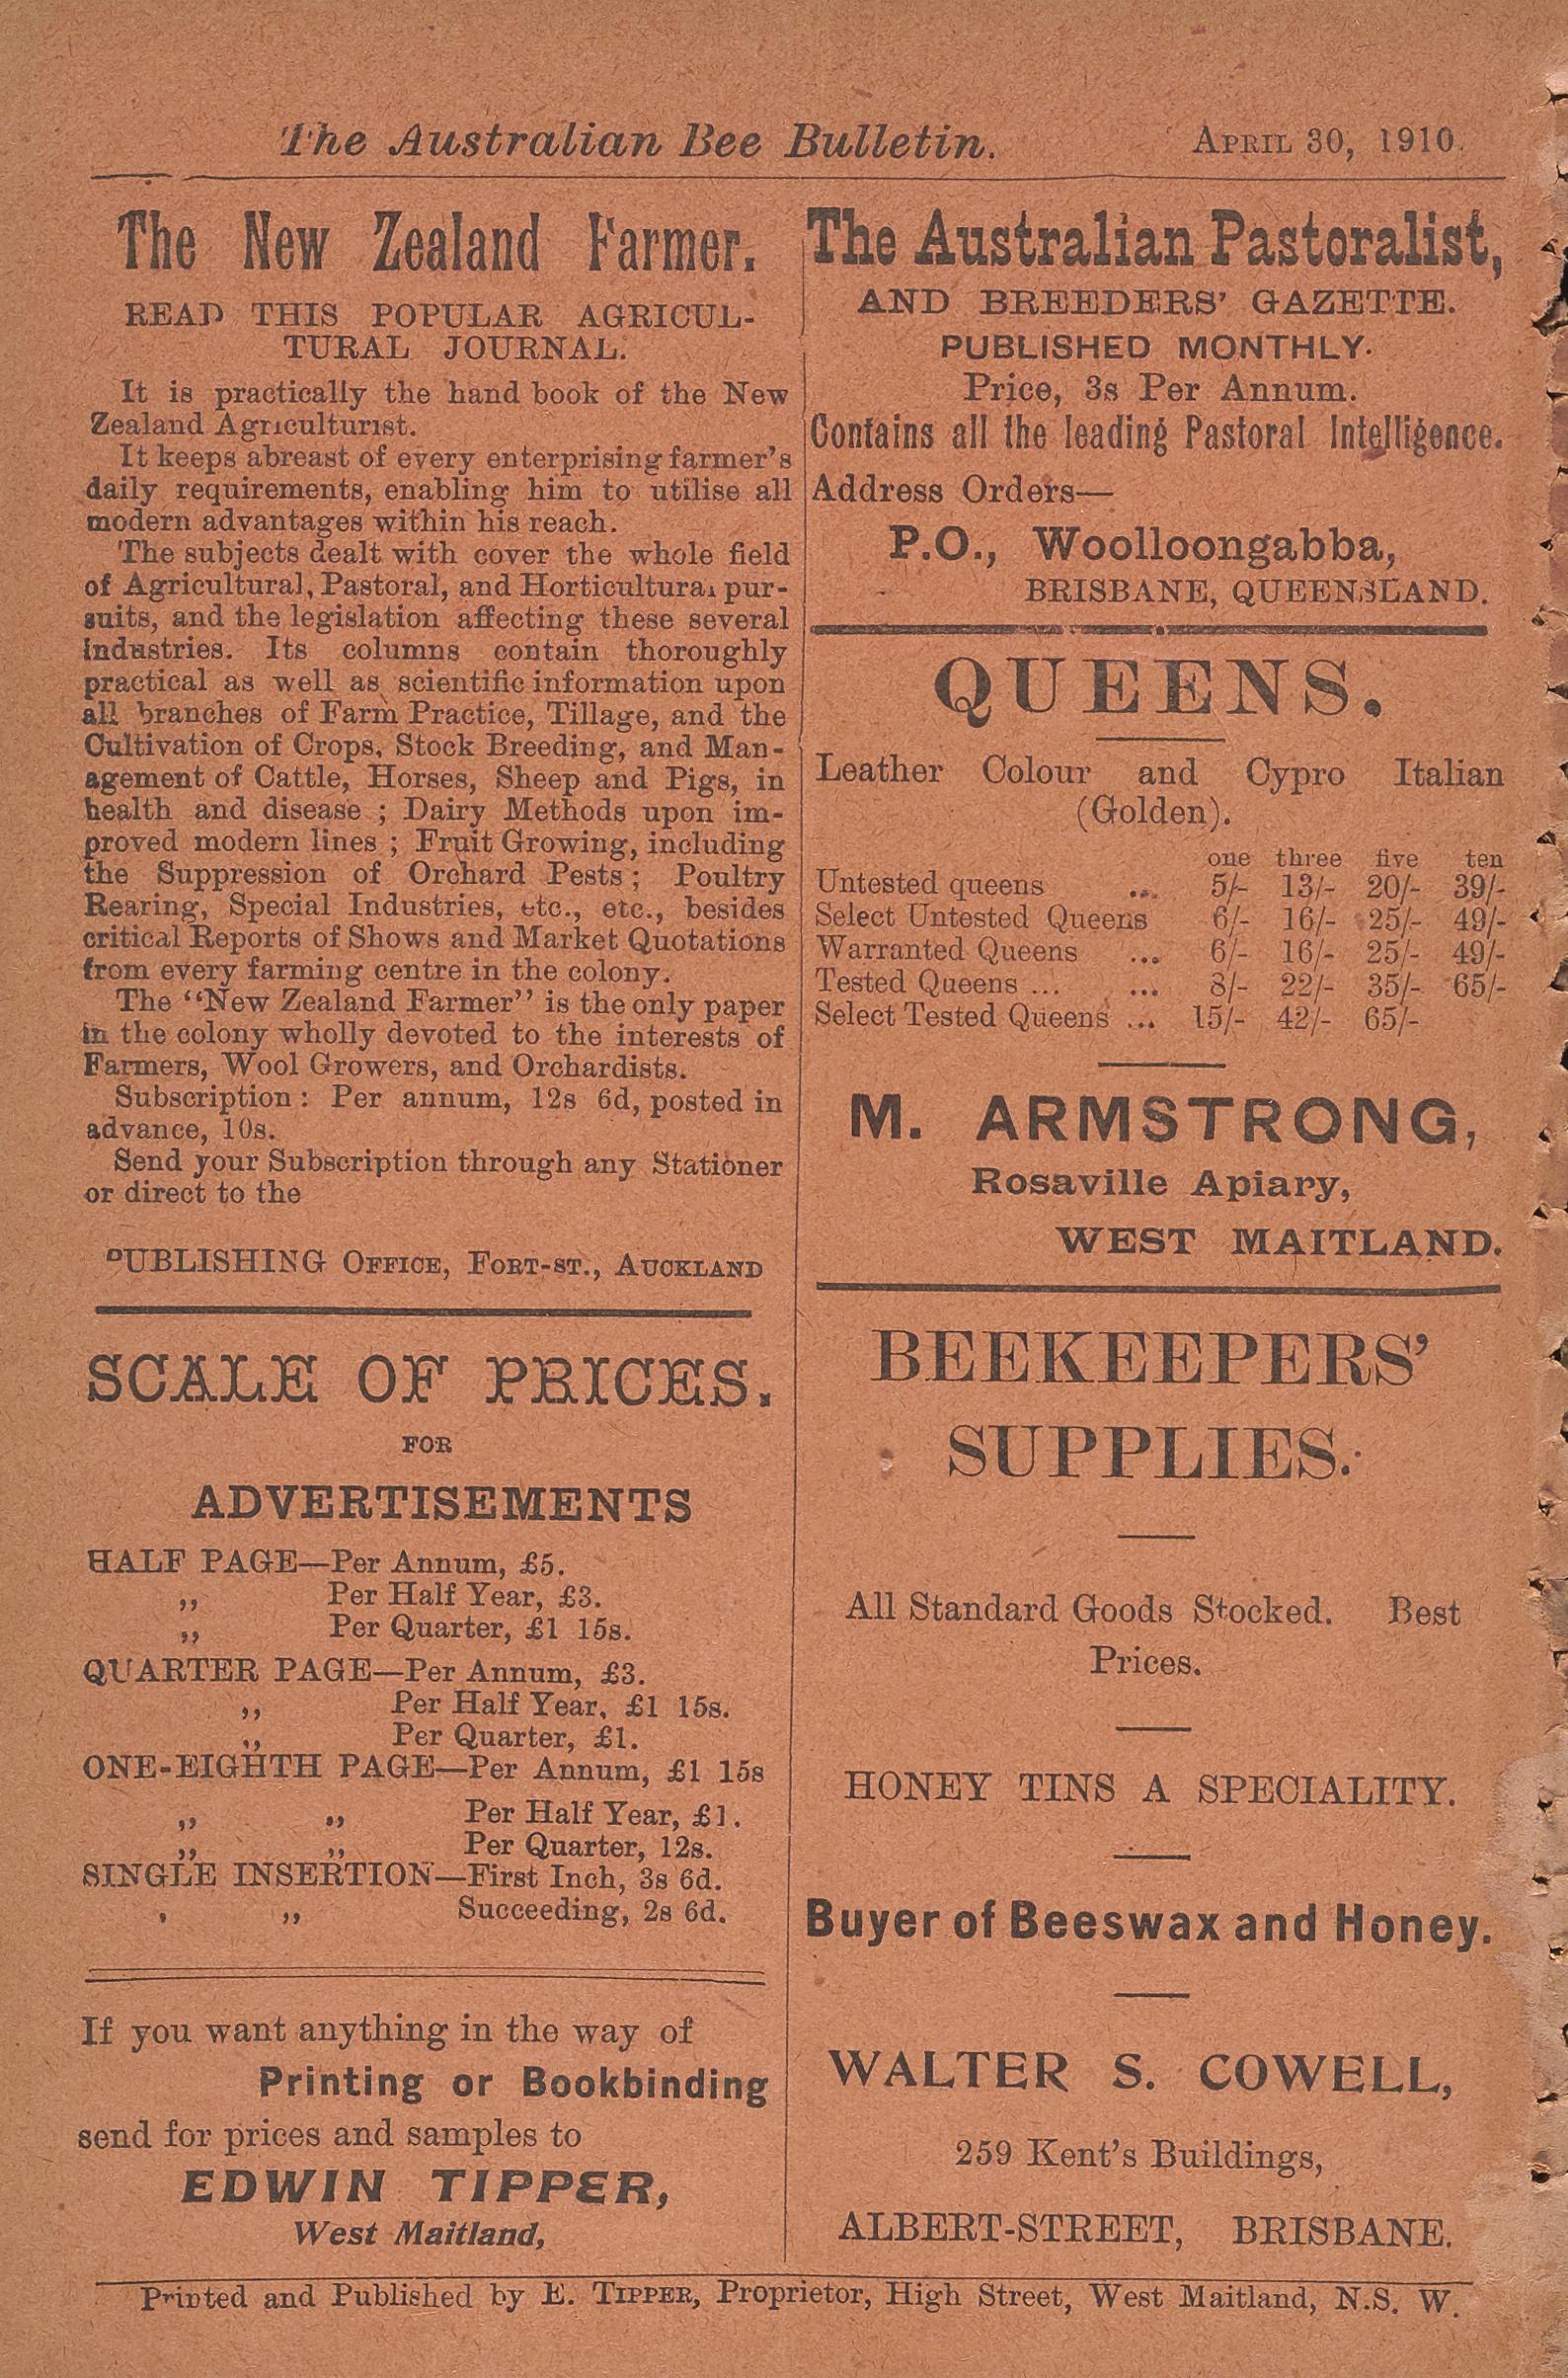 The Australian Bee Bulletin. APRIL 30, 1910.
The New Zealand Farmer.
READ THIS POPULAR AGRICUL-
TURAL JOURNAL.
It is practically the hand book of the New
Zealand Agriculturist.
It keeps abreast of every enterprising farmer's
daily requirements, enabling him to utilise all
modern advantages within his reach.
The subjects dealt with cover the whole field
of Agricultural, Pastoral, and Horticultural pur-
suits, and the legislation affecting these several
industries. Its columns contain thoroughly
practical as well as scientific information upon
all branches of Farm Practice, Tillage, and the
Cultivation of Crops, Stock Breeding, and Man-
agement of Cattle, Horses, Sheep and Pigs, in
health and disease ; Dairy Methods upon im-
proved modern lines ; Fruit Growing, including
the Suppression of Orchard Pests ; Poultry
Rearing, Special Industries, etc., etc., besides
critical Reports of Shows and Market Quotations
from every farming centre in the colony.
The "New Zealand Farmer" is the only paper
in the colony wholly devoted to the interests of
Farmers, Wool Growers, and Orchardists.
Subscription : Per annum, 12s 6d, posted in
advance, 10s.
Send your Subscription through any Stationer
or direct to the
PUBLISHING OFFICE, FORT-ST., AUCKLAND
SCALE OF PRICES.
FOR
ADVERTISEMENTS
HALF PAGE—Per Annum, £5.
,, Per Half Year, £3.
,, Per Quarter, £1 15s.
QUARTER PAGE—Per Annum, £3.
,, Per Half Year, £1 15s.
,, Per Quarter, £1.
ONE-EIGHTH PAGE—Per Annum, £1 15s
,, ,, Per Half Year, £1.
,, ,, Per Quarter, 12s.
SINGLE INSERTION—First Inch, 3s 6d.
, ,, Succeeding, 2s 6d.
If you want anything in the way of
Printing or Bookbinding
send for prices and samples to
EDWIN TIPPER,
West Maitland,
The Australian Pastoralist,
AND BREEDERS' GAZETTE.
PUBLISHED MONTHLY.
Price, 3s Per Annum.
Contains all the leading Pastoral Intelligence.
Address Orders—
P.O., Woolloongabba,
BRISBANE, QUEENSLAND.
QUEENS.
Leather Colour and Cypro Italian
(Golden).
one three five ten
Untested queens ... 5/- 13/- 20/- 39/-
Select Untested Queens 6/- 16/- 25/- 49/-
Warranted Queens ... 6/- 16/- 25/- 49/-
Tested Queens ... ... 8/- 22/- 35/- 65/-
Select Tested Queens ... 15/- 42/- 65/-
M. ARMSTRONG,
Rosaville Apiary,
WEST MAITLAND.
BEEKEEPERS'
SUPPLIES.
All Standard Goods Stocked. Best
Prices.
HONEY TINS A SPECIALITY.
Buyer of Beeswax and Honey.
WALTER S. COWELL,
259 Kent's Buildings,
ALBERT-STREET, BRISBANE.
Printed and Published by E. TIPPER, Proprietor, High Street, West Maitland, N.S. W.